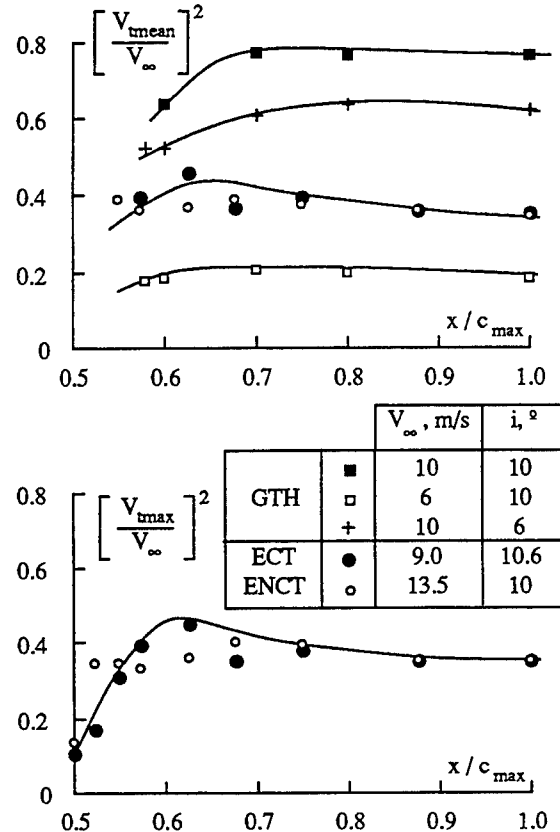 [V_tmean / V_∞]²
0.8
0.6
0.4
0.2
0
x / c_max
0.5 0.6 0.7 0.8 0.9 1.0
V_∞ , m/s i, º
GTH ■ 10 10
□ 6 10
+ 10 6
ECT ● 9.0 10.6
ENCT ○ 13.5 10
[V_tmax / V_∞]²
0.8
0.6
0.4
0.2
0
x / c_max
0.5 0.6 0.7 0.8 0.9 1.0